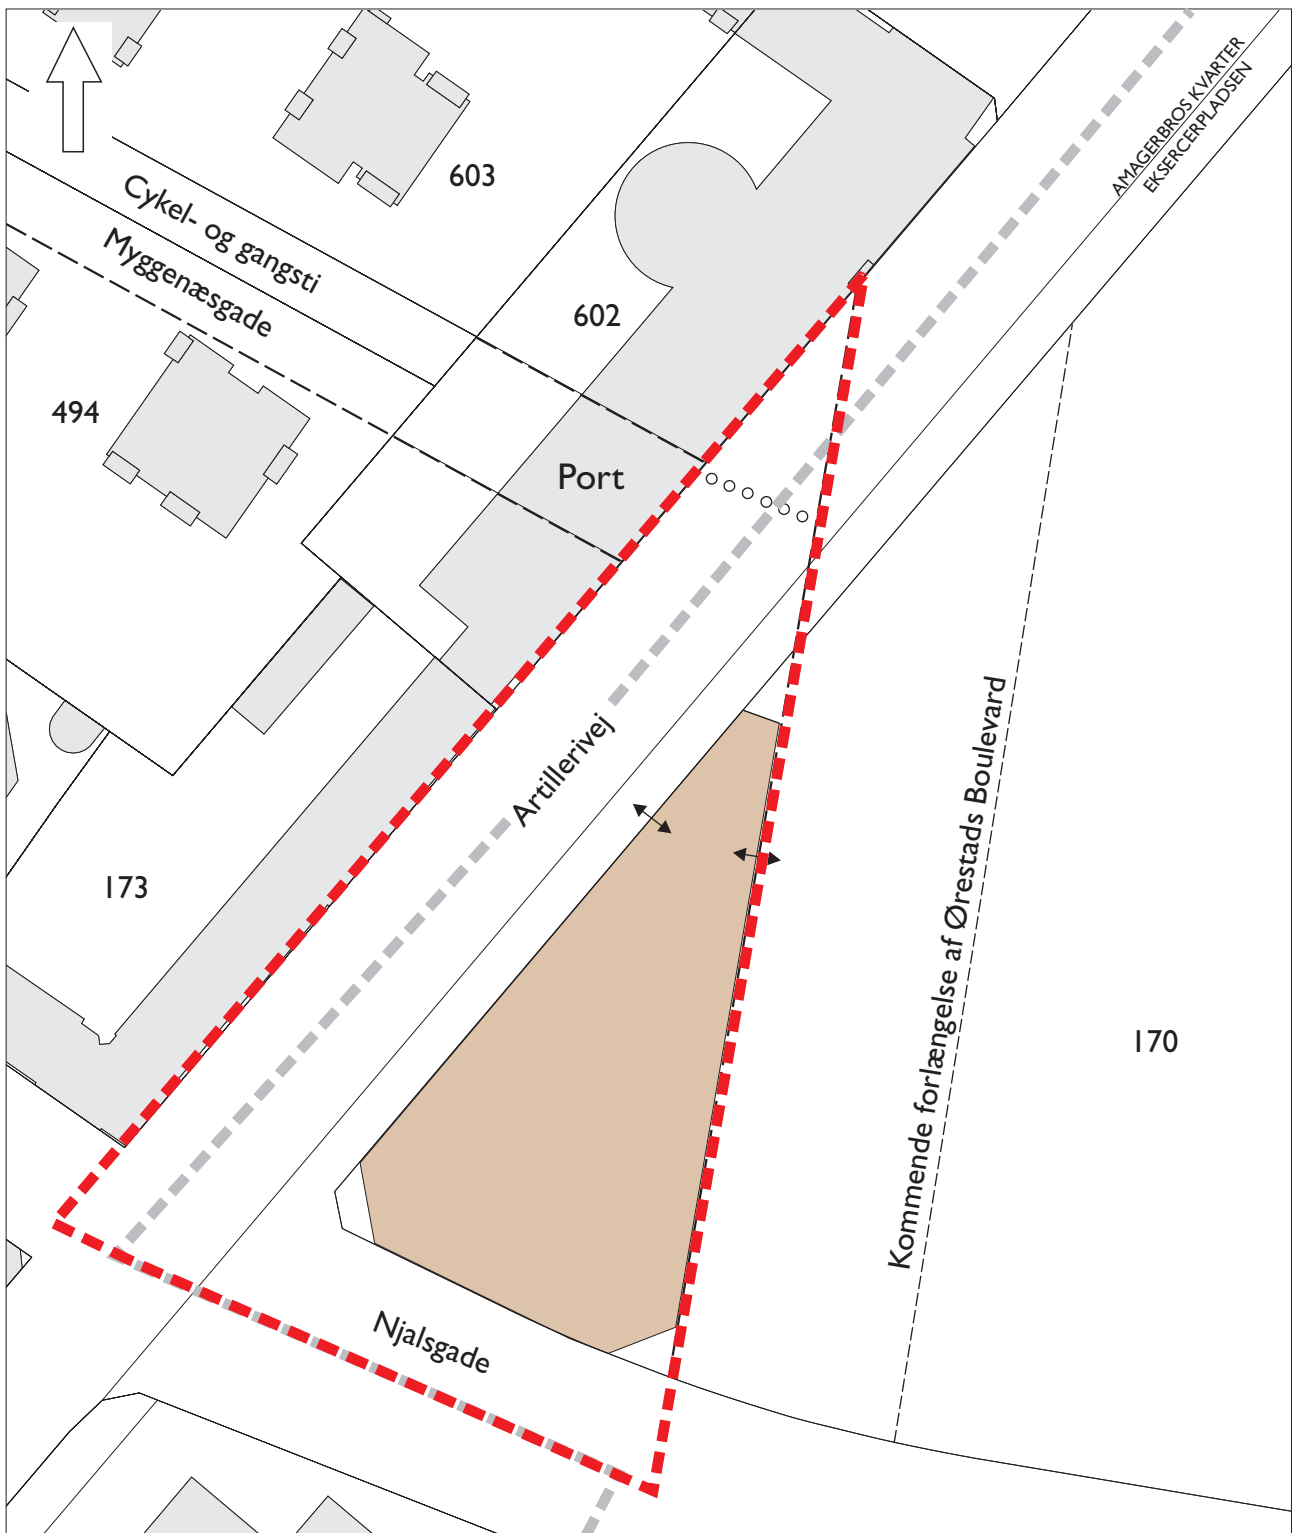 AMAGERBROS KVARTER
EKSERCERPLADSEN
603
Cykel- og gangsti
Myggenæsgade
602
494
Port
Artillerivej
Kommende forlængelse af Ørestads Boulevard
173
170
Njalsgade